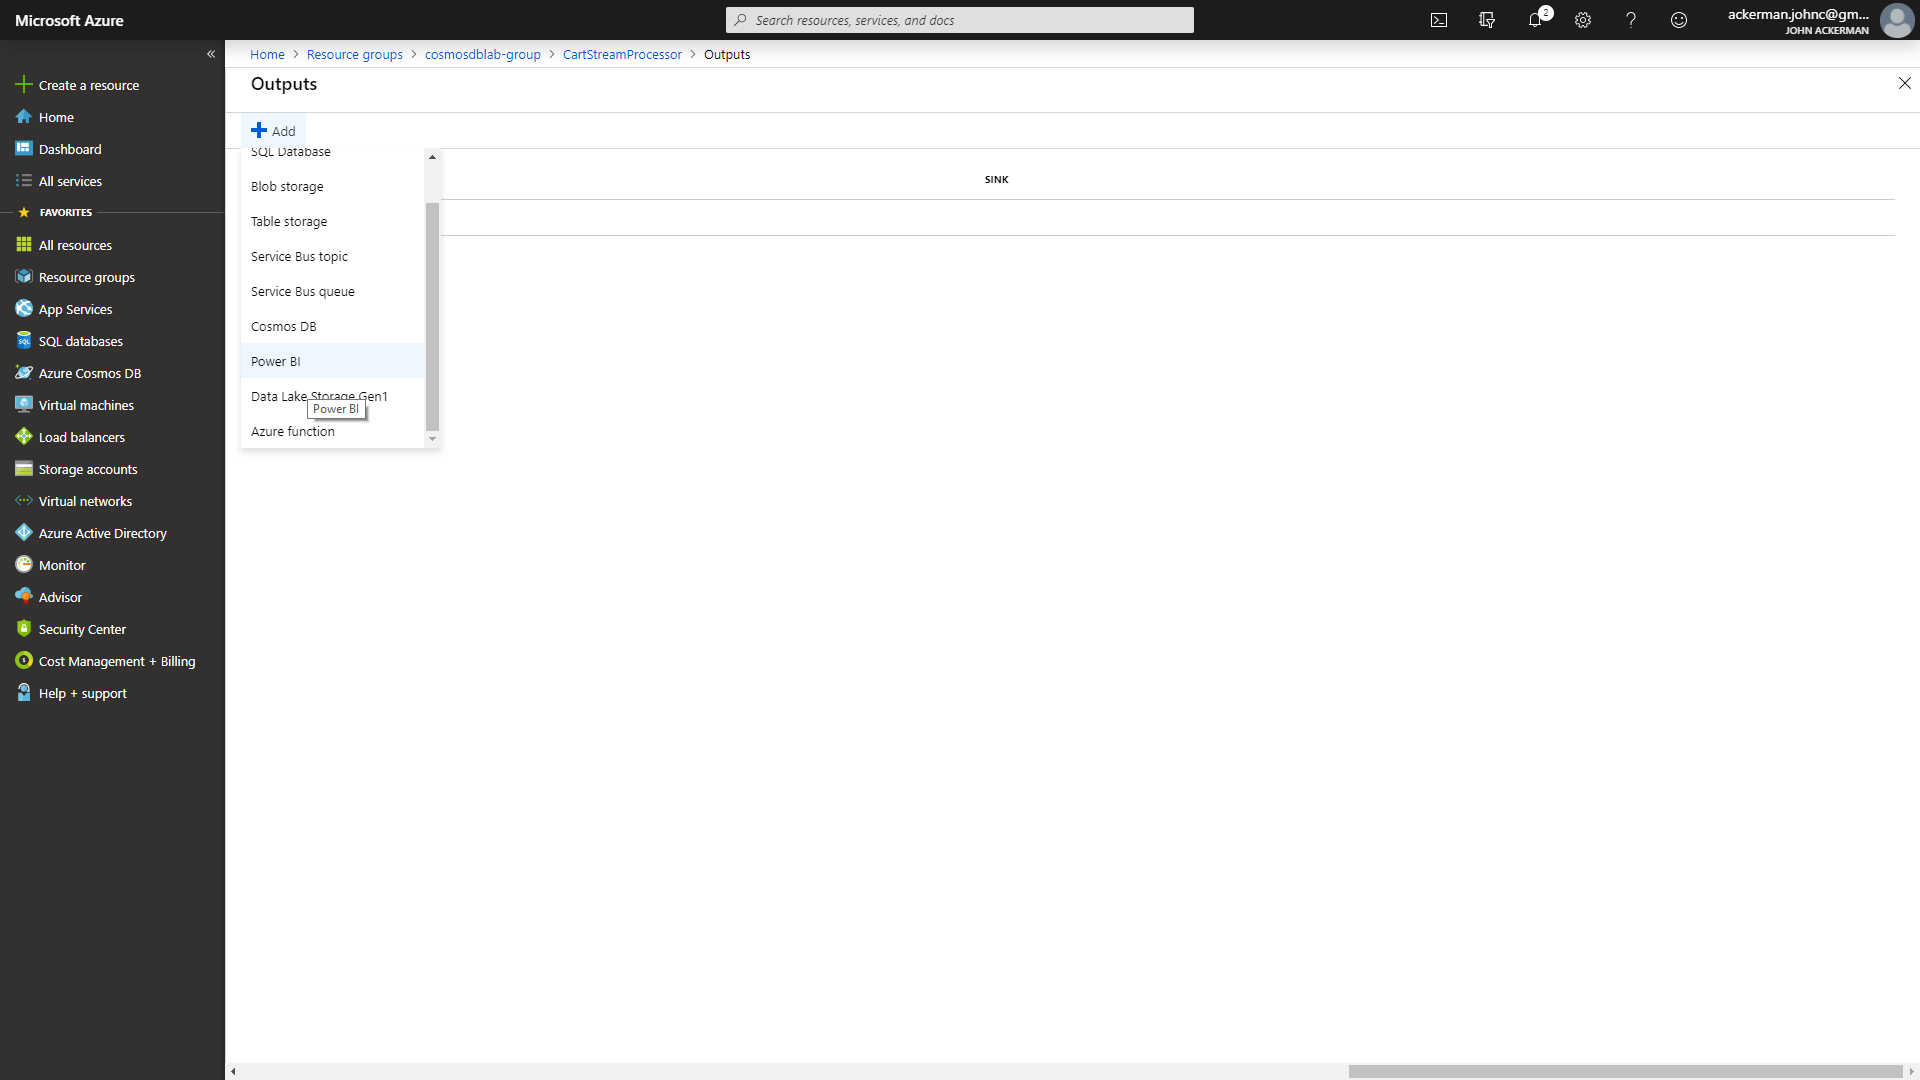 Microsoft Azure
Search resources, services, and docs
2
ackerman.johnc@gm...
JOHN ACKERMAN
«
Home > Resource groups > cosmosdblab-group > CartStreamProcessor > Outputs
Outputs
Add
SQL Database
Blob storage
Table storage
Service Bus topic
Service Bus queue
Cosmos DB
Power BI
Data Lake Storage Gen1
Power BI
Azure function
SINK
Create a resource
Home
Dashboard
All services
FAVORITES
All resources
Resource groups
App Services
SQL databases
Azure Cosmos DB
Virtual machines
Load balancers
Storage accounts
Virtual networks
Azure Active Directory
Monitor
Advisor
Security Center
Cost Management + Billing
Help + support